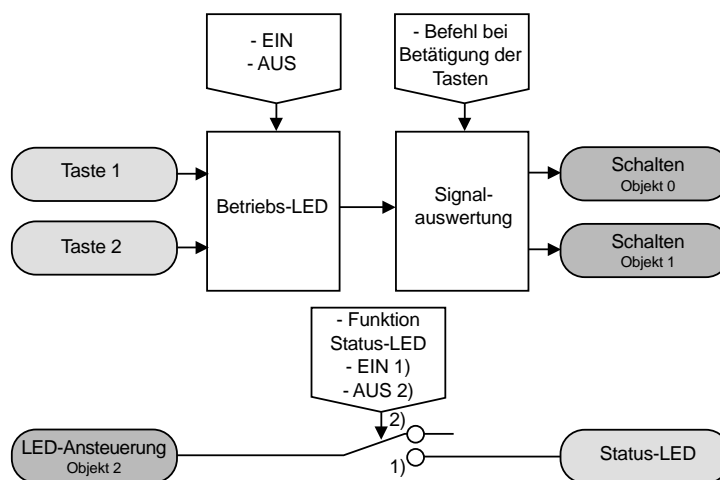 - EIN
- AUS
- Befehl bei
Betätigung der
Tasten
Taste 1
Taste 2
Betriebs-LED
Signal-
auswertung
Schalten
Objekt 0
Schalten
Objekt 1
- Funktion
Status-LED
- EIN 1)
- AUS 2)
2)
1)
LED-Ansteuerung
Objekt 2
Status-LED